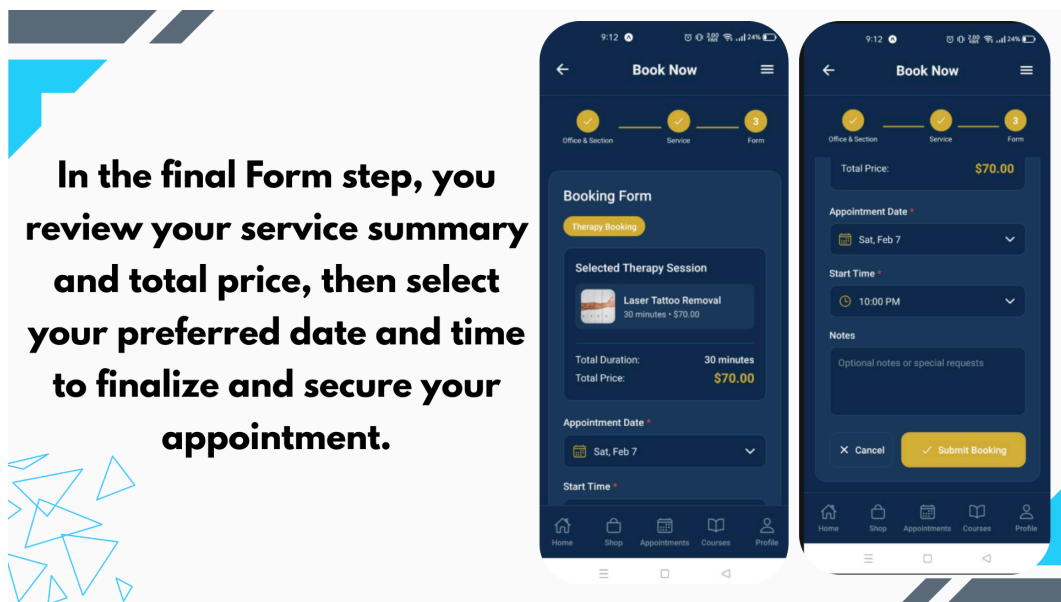 In the final Form step, you
review your service summary
and total price, then select
your preferred date and time
to finalize and secure your
appointment.
9:12
24%
Book Now
3
Office & Section
Service
Form
Booking Form
Therapy Booking
Selected Therapy Session
Laser Tattoo Removal
30 minutes • $70.00
Total Duration: 30 minutes
Total Price: $70.00
Appointment Date *
Sat, Feb 7
Start Time *
Home Shop Appointments Courses Profile
9:12
24%
Book Now
3
Office & Section
Service
Form
Total Price: $70.00
Appointment Date *
Sat, Feb 7
Start Time *
10:00 PM
Notes
Optional notes or special requests
Cancel
Submit Booking
Home Shop Appointments Courses Profile